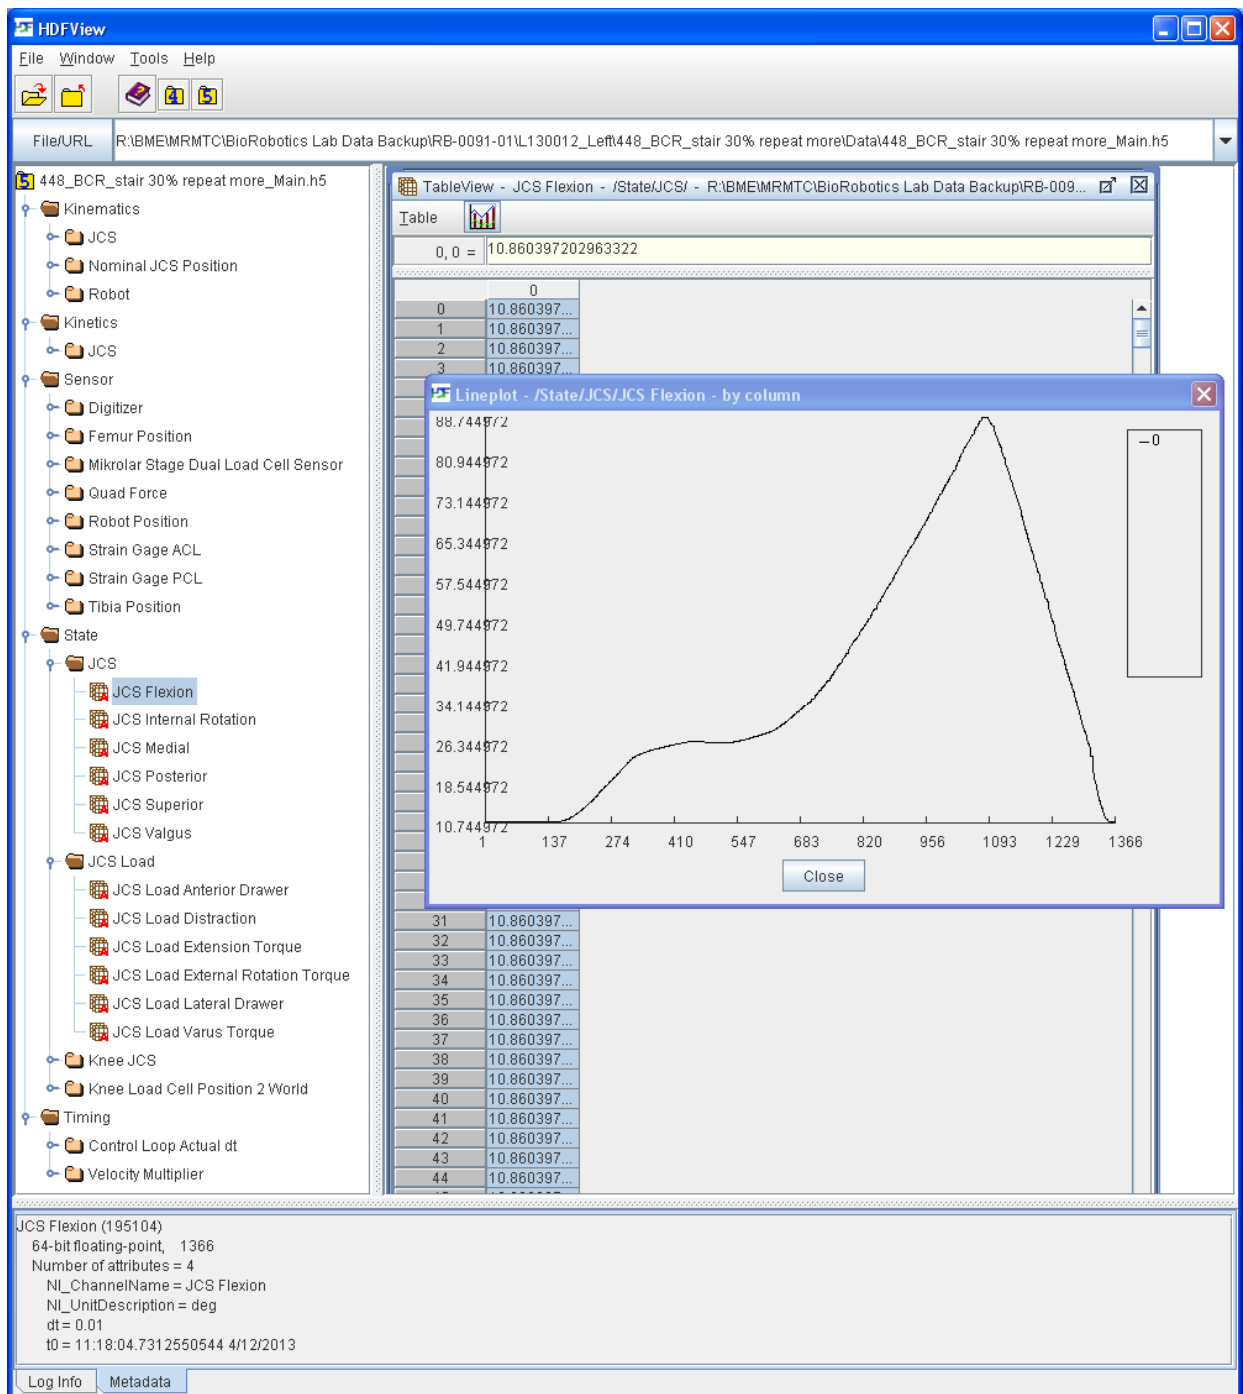 HDFView
File Window Tools Help
4 5
File/URL R:\BME\MRMTC\BioRobotics Lab Data Backup\RB-0091-01\L130012_Left\448_BCR_stair 30% repeat more\Data\448_BCR_stair 30% repeat more_Main.h5
5 448_BCR_stair 30% repeat more_Main.h5
Kinematics
JCS
Nominal JCS Position
Robot
Kinetics
JCS
Sensor
Digitizer
Femur Position
Mikrolar Stage Dual Load Cell Sensor
Quad Force
Robot Position
Strain Gage ACL
Strain Gage PCL
Tibia Position
State
JCS
JCS Flexion
JCS Internal Rotation
JCS Medial
JCS Posterior
JCS Superior
JCS Valgus
JCS Load
JCS Load Anterior Drawer
JCS Load Distraction
JCS Load Extension Torque
JCS Load External Rotation Torque
JCS Load Lateral Drawer
JCS Load Varus Torque
Knee JCS
Knee Load Cell Position 2 World
Timing
Control Loop Actual dt
Velocity Multiplier
TableView - JCS Flexion - /State/JCS/ - R:\BME\MRMTC\BioRobotics Lab Data Backup\RB-009...
Table
0, 0 = 10.860397202963322
0
0 10.860397...
1 10.860397...
2 10.860397...
3 10.860397...
HDF Lineplot - /State/JCS/JCS Flexion - by column
88.744972
80.944972
73.144972
65.344972
57.544972
49.744972
41.944972
34.144972
26.344972
18.544972
10.744972
1 137 274 410 547 683 820 956 1093 1229 1366
0
Close
31 10.860397...
32 10.860397...
33 10.860397...
34 10.860397...
35 10.860397...
36 10.860397...
37 10.860397...
38 10.860397...
39 10.860397...
40 10.860397...
41 10.860397...
42 10.860397...
43 10.860397...
44 10.860397...
JCS Flexion (195104)
64-bit floating-point, 1366
Number of attributes = 4
NI_ChannelName = JCS Flexion
NI_UnitDescription = deg
dt = 0.01
t0 = 11:18:04.7312550544 4/12/2013
Log Info Metadata